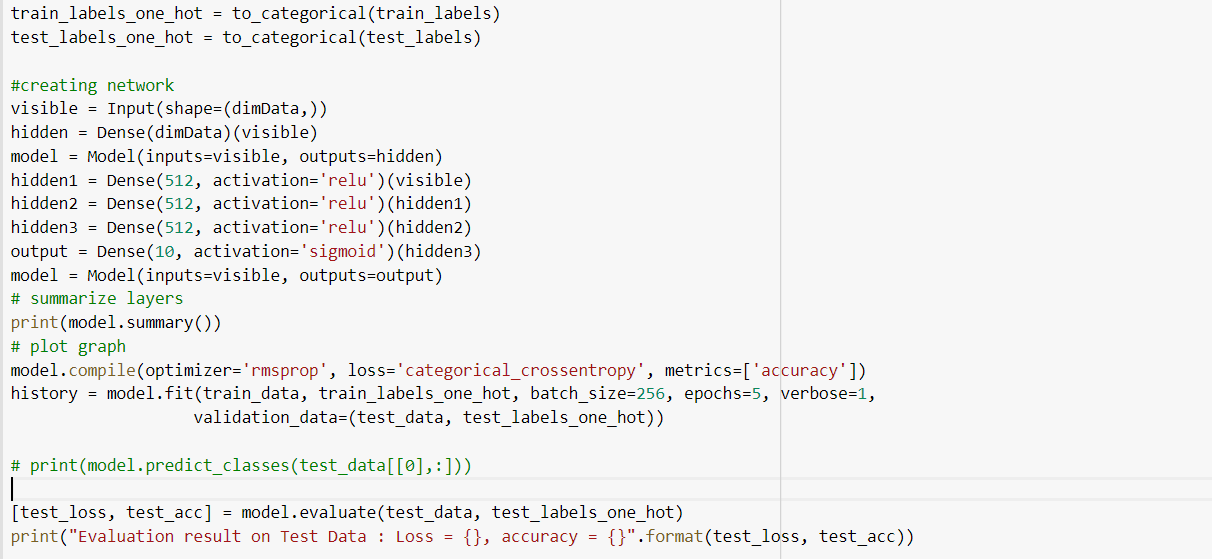 train_labels_one_hot = to_categorical(train_labels)
test_labels_one_hot = to_categorical(test_labels)
#creating network
visible = Input(shape=(dimData,))
hidden = Dense(dimData)(visible)
model = Model(inputs=visible, outputs=hidden)
hidden1 = Dense(512, activation='relu')(visible)
hidden2 = Dense(512, activation='relu')(hidden1)
hidden3 = Dense(512, activation='relu')(hidden2)
output = Dense(10, activation='sigmoid')(hidden3)
model = Model(inputs=visible, outputs=output)
# summarize layers
print(model.summary())
# plot graph
model.compile(optimizer='rmsprop', loss='categorical_crossentropy', metrics=['accuracy'])
history = model.fit(train_data, train_labels_one_hot, batch_size=256, epochs=5, verbose=1,
                   validation_data=(test_data, test_labels_one_hot))
# print(model.predict_classes(test_data[[0],:]))
[test_loss, test_acc] = model.evaluate(test_data, test_labels_one_hot)
print("Evaluation result on Test Data : Loss = {}, accuracy = {}".format(test_loss, test_acc))